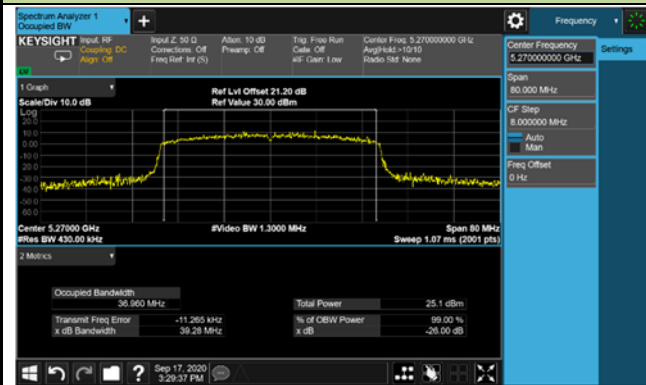 Spectrum Analyzer 1
Occupied BW
Frequency
KEYSIGHT
Input: RF
Coupling: DC
Align: Off
Input Z: 50 Ω
Corrections: Off
Freq Ref: Int (S)
Atten: 10 dB
Preamp: Off
Trig: Free Run
Gate: Off
#IF Gain: Low
Center Freq: 5.270000000 GHz
Avg|Hold:>10/10
Radio Std: None
Center Frequency
5.270000000 GHz
Settings
Span
80.000 MHz
CF Step
8.000000 MHz
Auto
Man
Freq Offset
0 Hz
1 Graph
Scale/Div 10.0 dB
Ref Lvl Offset 21.20 dB
Ref Value 30.00 dBm
Log
20.0
10.0
0.00
-10.0
-20.0
-30.0
-40.0
-50.0
-60.0
Center 5.27000 GHz
#Res BW 430.00 kHz
#Video BW 1.3000 MHz
Span 80 MHz
Sweep 1.07 ms (2001 pts)
2 Metrics
Occupied Bandwidth
36.960 MHz
Total Power 25.1 dBm
Transmit Freq Error -11.265 kHz
% of OBW Power 99.00 %
x dB Bandwidth 39.28 MHz
x dB -26.00 dB
Sep 17, 2020
3:29:37 PM